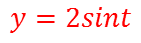 y = 2sint